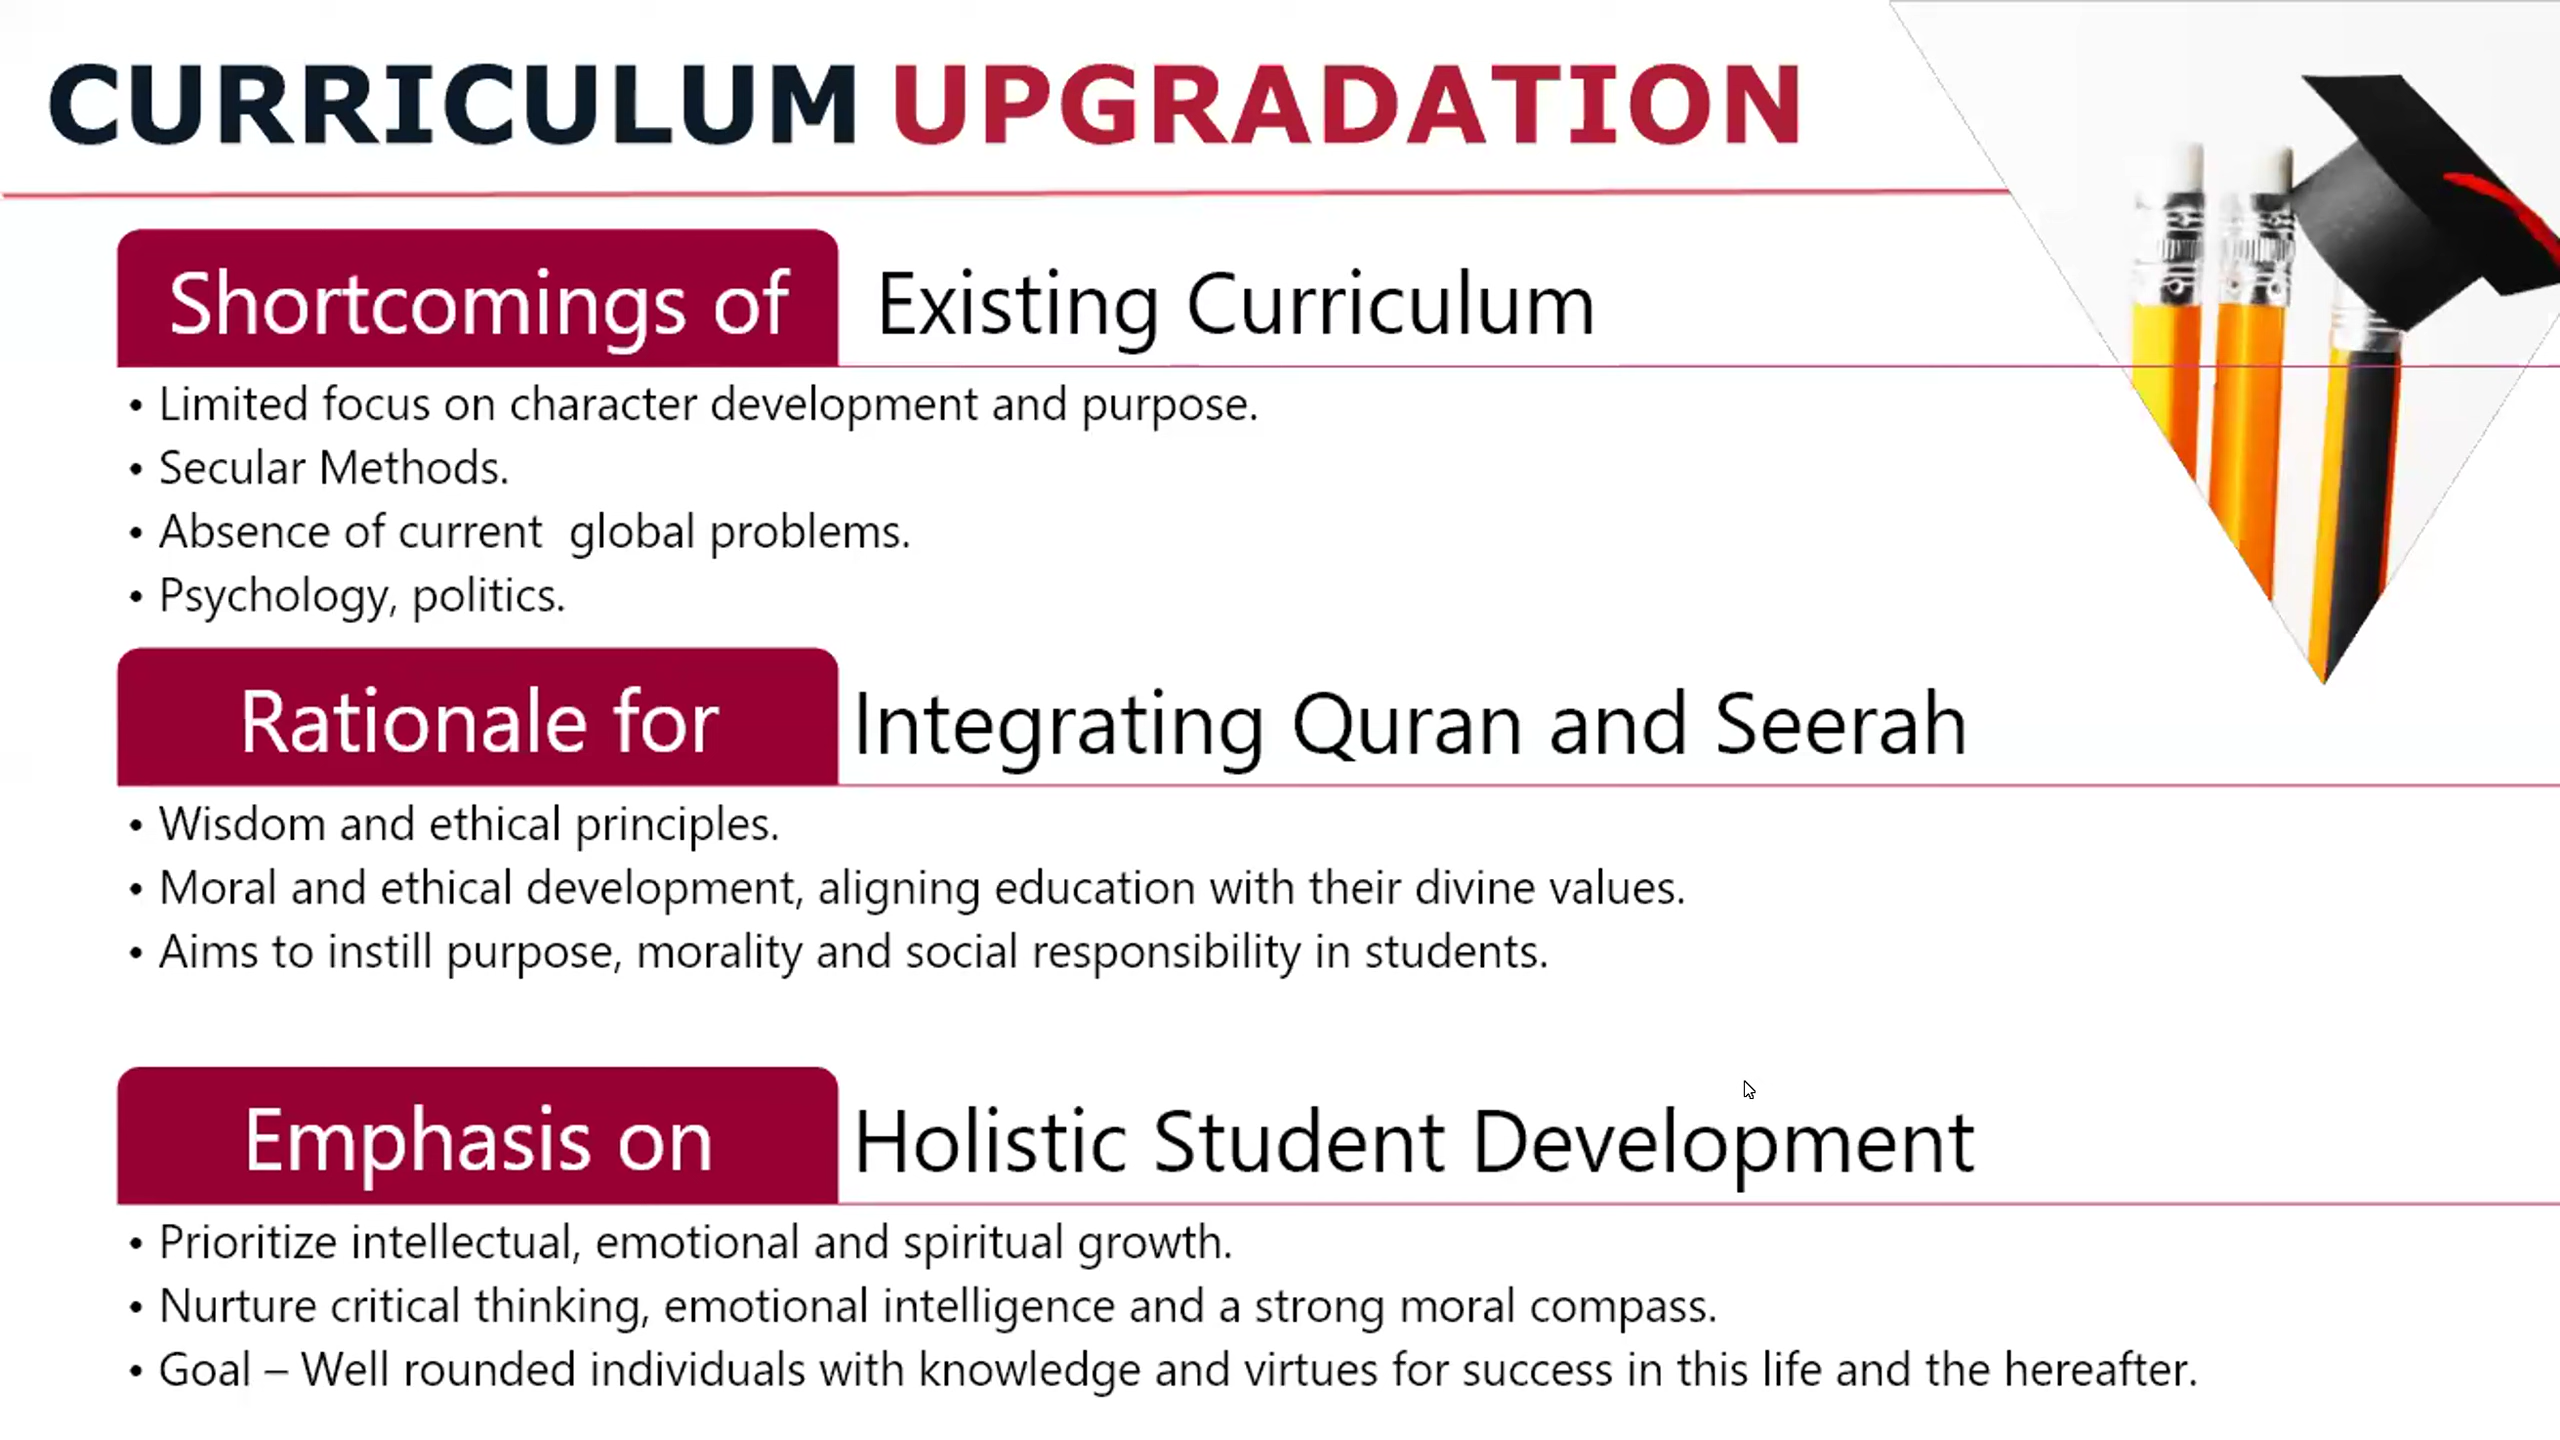 CURRICULUM UPGRADATION
Shortcomings of Existing Curriculum
• Limited focus on character development and purpose.
• Secular Methods.
• Absence of current  global problems.
• Psychology, politics.
Rationale for Integrating Quran and Seerah
• Wisdom and ethical principles.
• Moral and ethical development, aligning education with their divine values.
• Aims to instill purpose, morality and social responsibility in students.
Emphasis on Holistic Student Development
• Prioritize intellectual, emotional and spiritual growth.
• Nurture critical thinking, emotional intelligence and a strong moral compass.
• Goal – Well rounded individuals with knowledge and virtues for success in this life and the hereafter.